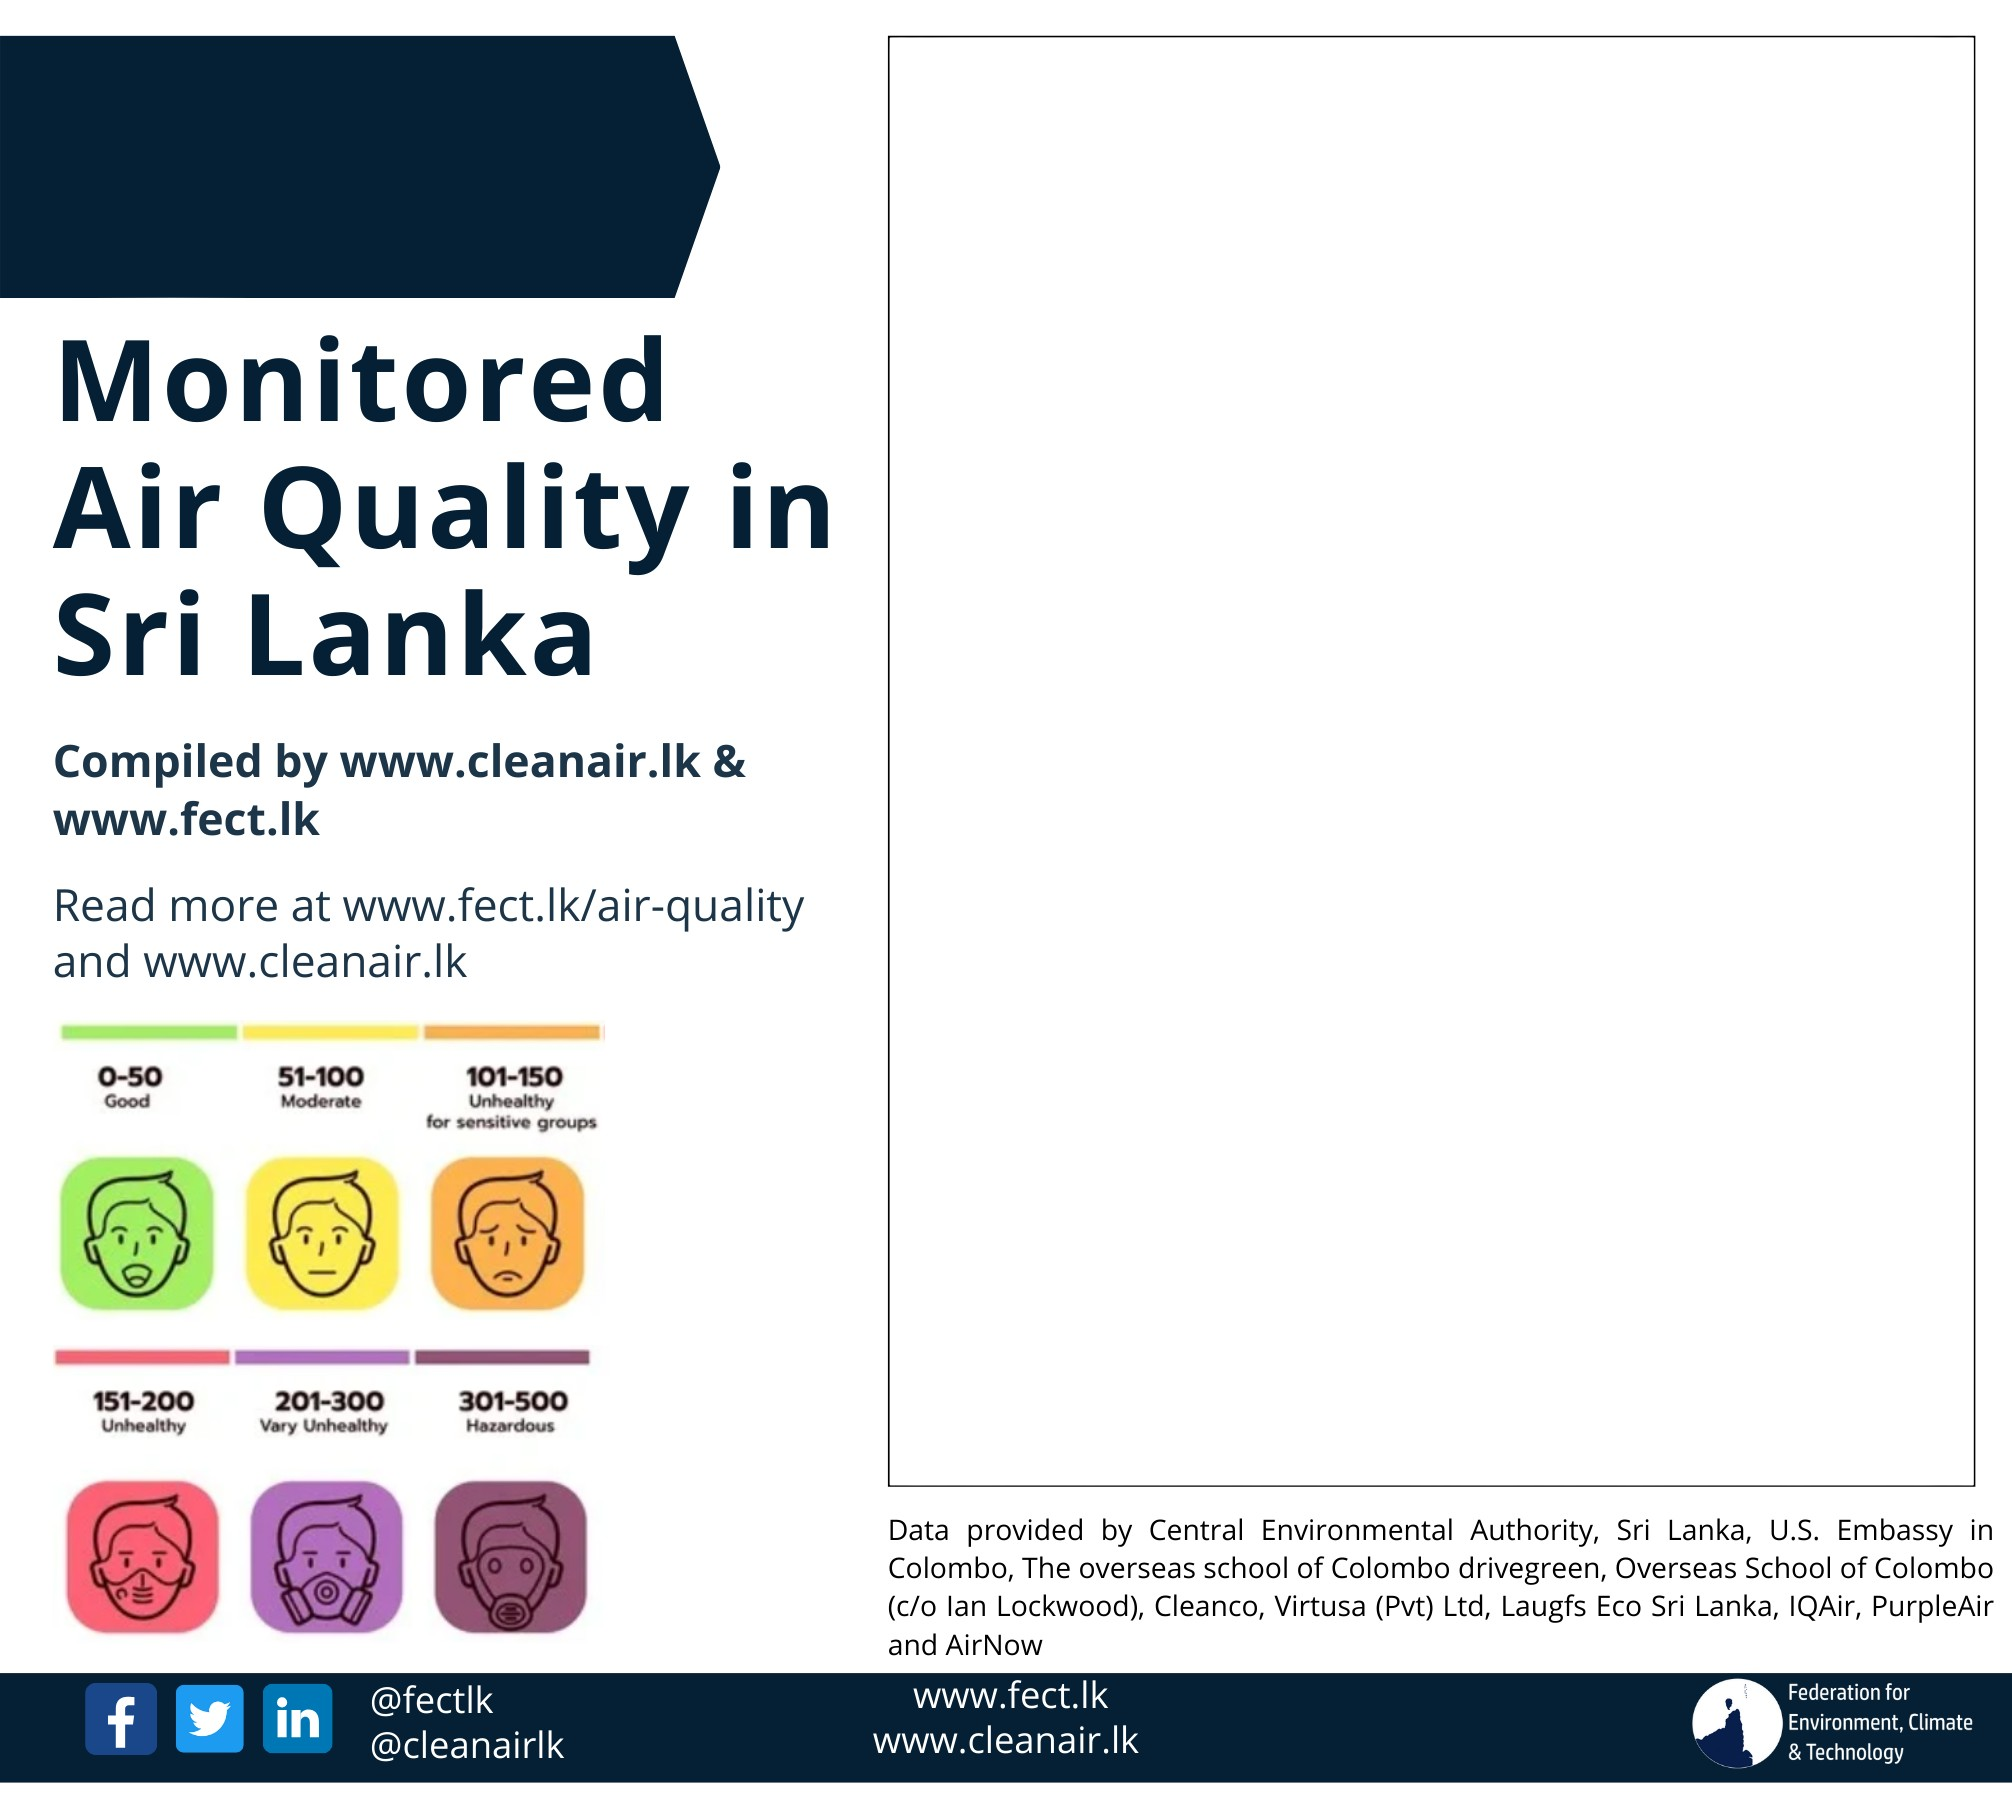 Monitored
Air Quality in
Sri Lanka
Compiled by www.cleanair.lk &
www.fect.lk
Read more at www.fect.lk/air-quality
and www.cleanair.lk
0-50
Good
51-100
Moderate
101-150
Unhealthy
for sensitive groups
151-200
Unhealthy
201-300
Vary Unhealthy
301-500
Hazardous
Data provided by Central Environmental Authority, Sri Lanka, U.S. Embassy in
Colombo, The overseas school of Colombo drivegreen, Overseas School of Colombo
(c/o Ian Lockwood), Cleanco, Virtusa (Pvt) Ltd, Laugfs Eco Sri Lanka, IQAir, PurpleAir
and AirNow
@fectlk
@cleanairlk
www.fect.lk
www.cleanair.lk
Federation for
Environment, Climate
& Technology